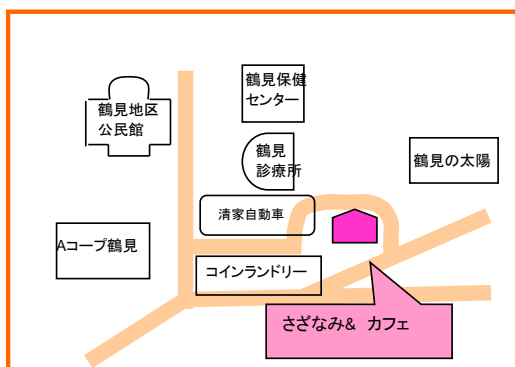 鶴見保健
センター
鶴見地区
公民館
鶴見
診療所
鶴見の太陽
清家自動車
Aコープ鶴見
コインランドリー
さざなみ& カフェ